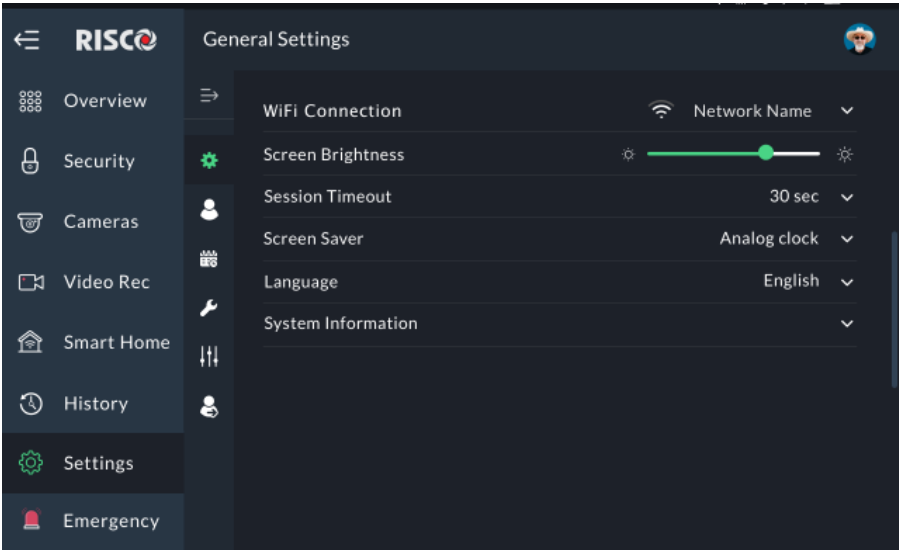 RISCO
General Settings
Overview
Security
Cameras
Video Rec
Smart Home
History
Settings
Emergency
WiFi Connection Network Name
Screen Brightness
Session Timeout 30 sec
Screen Saver Analog clock
Language English
System Information